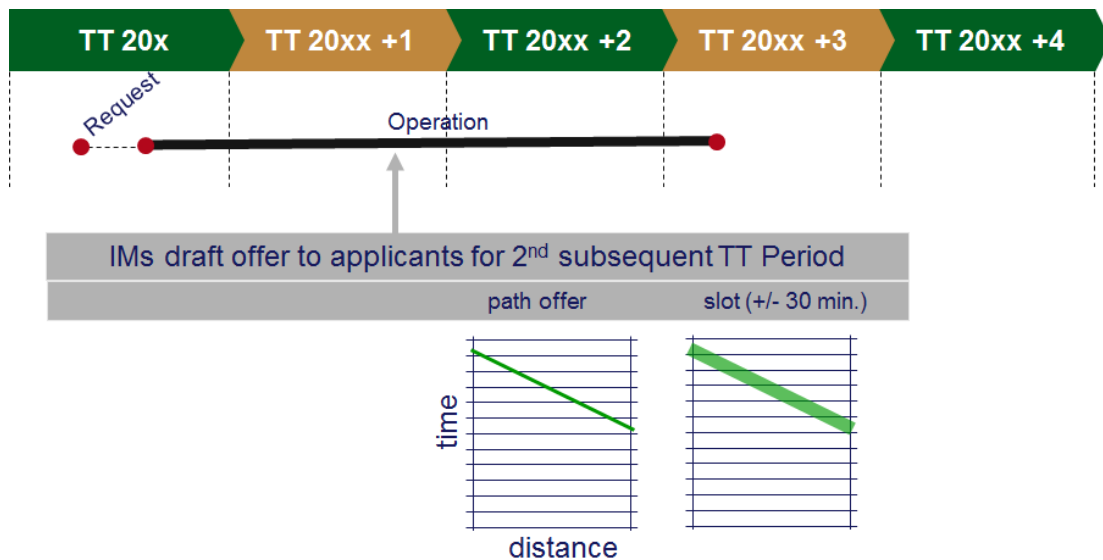 TT 20x TT 20xx +1 TT 20xx +2 TT 20xx +3 TT 20xx +4
Request
Operation
IMs draft offer to applicants for 2nd subsequent TT Period
path offer slot (+/- 30 min.)
time
distance